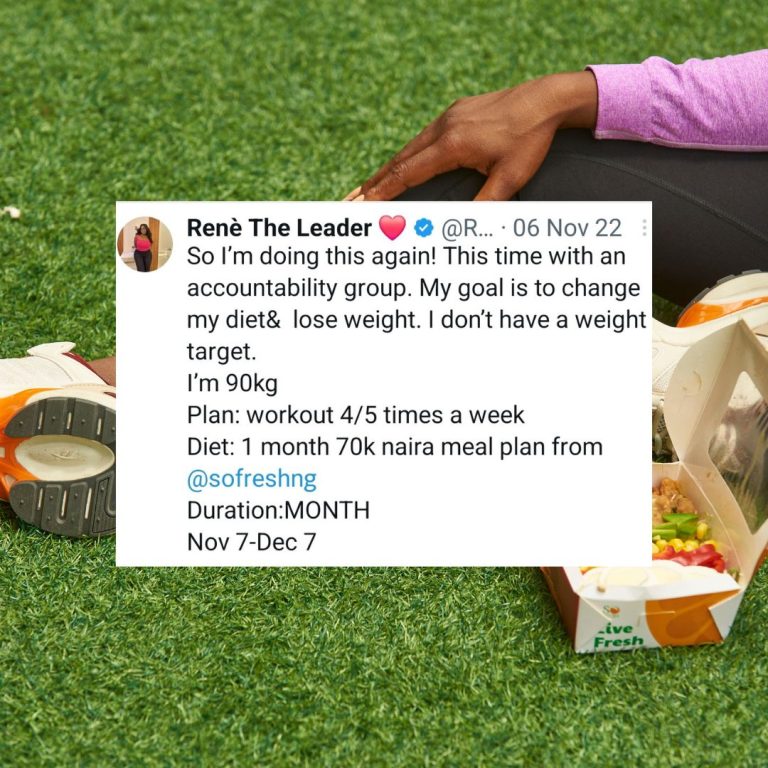 Renè The Leader ❤️ @R... · 06 Nov 22
So I'm doing this again! This time with an
accountability group. My goal is to change
my diet&  lose weight. I don't have a weight
target.
I'm 90kg
Plan: workout 4/5 times a week
Diet: 1 month 70k naira meal plan from
@sofreshng
Duration:MONTH
Nov 7-Dec 7
So
Live
Fresh